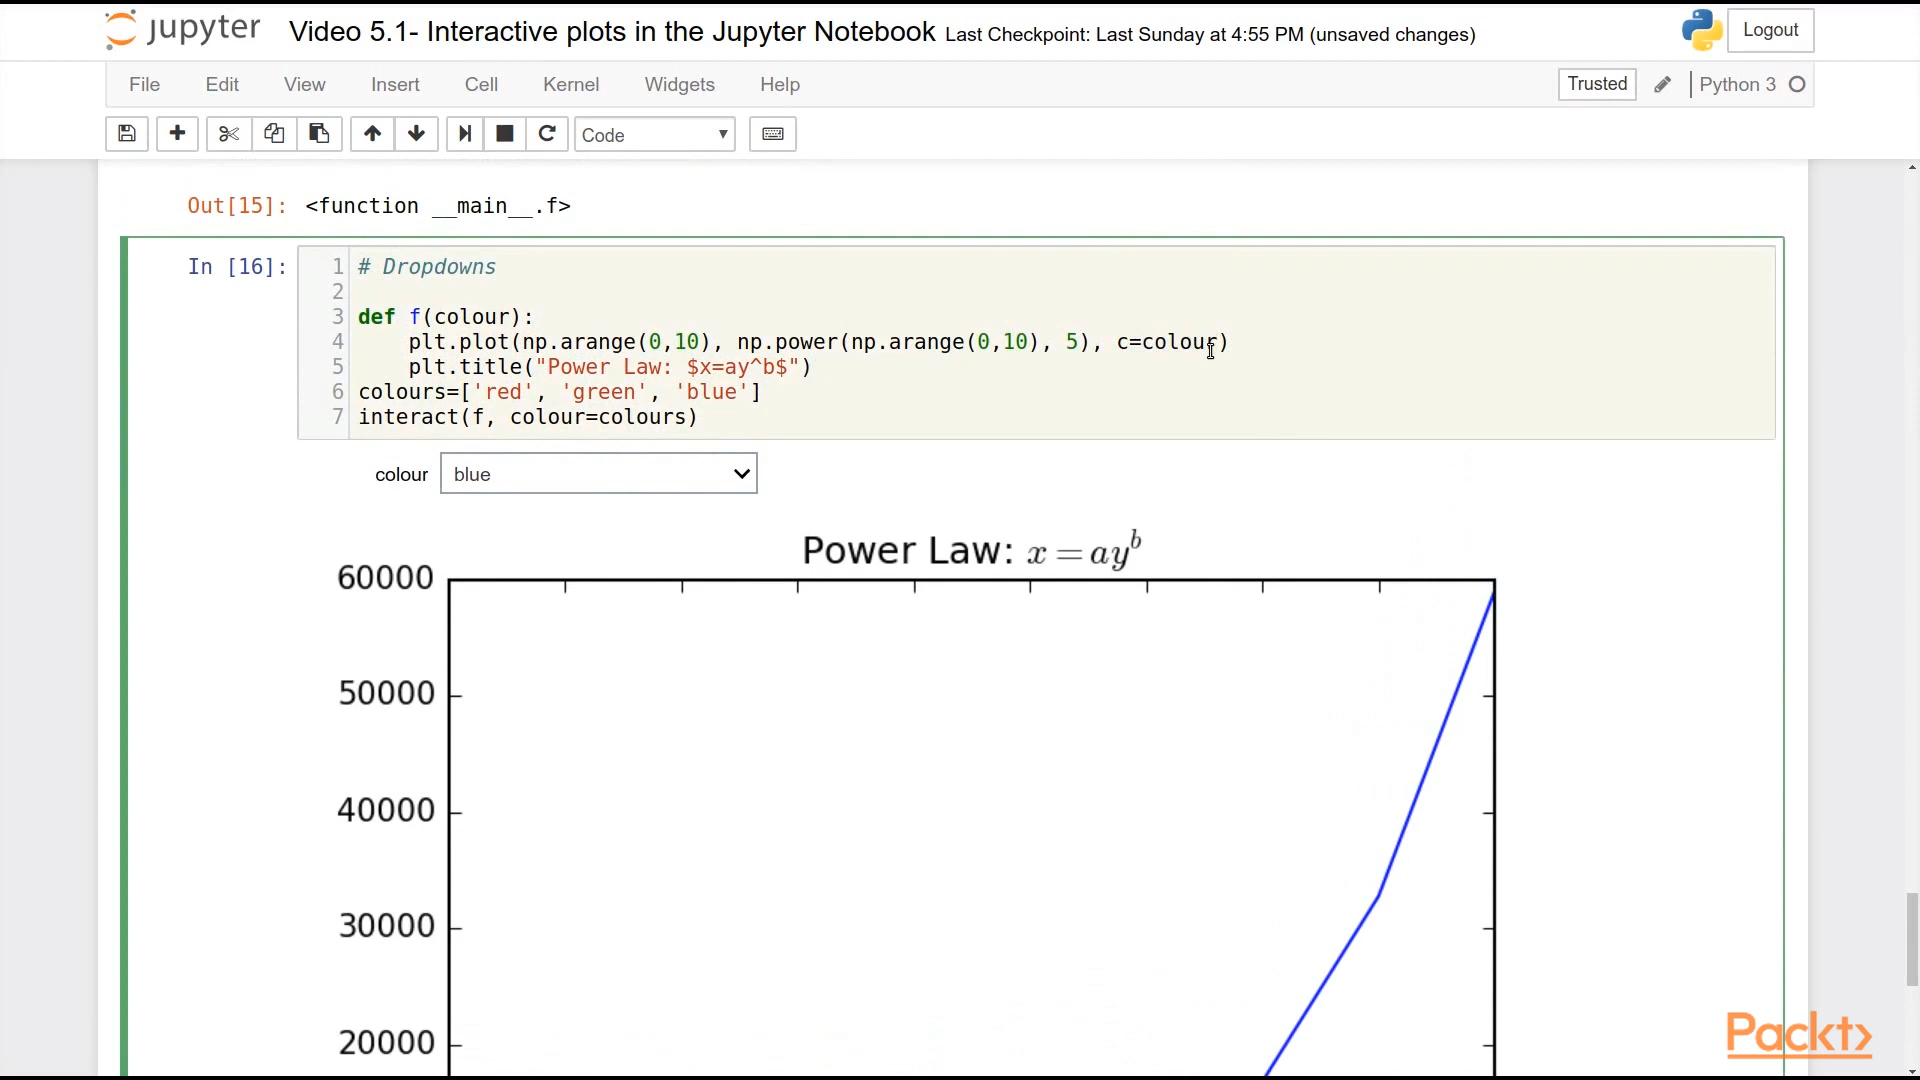 jupyter Video 5.1- Interactive plots in the Jupyter Notebook Last Checkpoint: Last Sunday at 4:55 PM (unsaved changes) Logout
File Edit View Insert Cell Kernel Widgets Help Trusted Python 3
Code
Out[15]: <function __main__.f>
In [16]: 1 # Dropdowns
2
3 def f(colour):
4     plt.plot(np.arange(0,10), np.power(np.arange(0,10), 5), c=colour)
5     plt.title("Power Law: $x=ay^b$")
6 colours=['red', 'green', 'blue']
7 interact(f, colour=colours)
colour blue
Power Law: x = ay^b
60000
50000
40000
30000
20000
Packt>